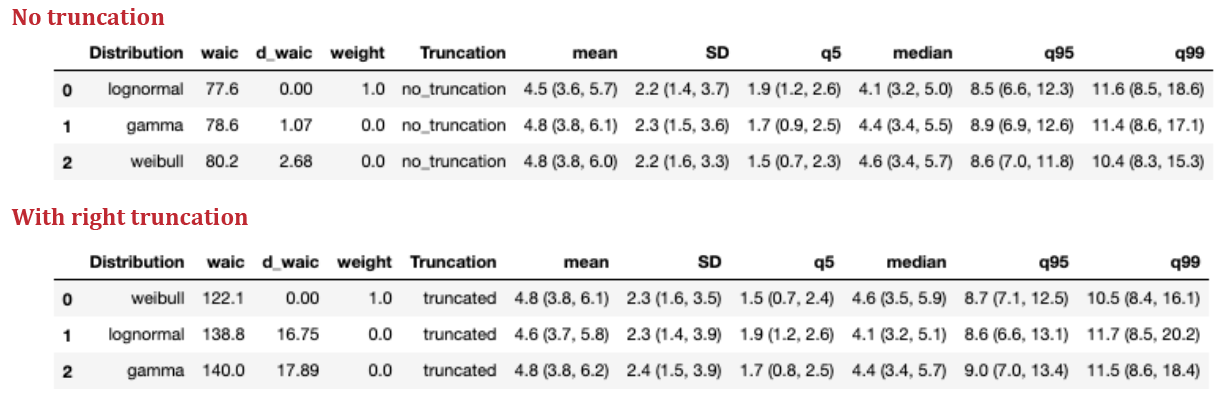 No truncation
Distribution waic d_waic weight Truncation mean SD q5 median q95 q99
0 lognormal 77.6 0.00 1.0 no_truncation 4.5 (3.6, 5.7) 2.2 (1.4, 3.7) 1.9 (1.2, 2.6) 4.1 (3.2, 5.0) 8.5 (6.6, 12.3) 11.6 (8.5, 18.6)
1 gamma 78.6 1.07 0.0 no_truncation 4.8 (3.8, 6.1) 2.3 (1.5, 3.6) 1.7 (0.9, 2.5) 4.4 (3.4, 5.5) 8.9 (6.9, 12.6) 11.4 (8.6, 17.1)
2 weibull 80.2 2.68 0.0 no_truncation 4.8 (3.8, 6.0) 2.2 (1.6, 3.3) 1.5 (0.7, 2.3) 4.6 (3.4, 5.7) 8.6 (7.0, 11.8) 10.4 (8.3, 15.3)
With right truncation
Distribution waic d_waic weight Truncation mean SD q5 median q95 q99
0 weibull 122.1 0.00 1.0 truncated 4.8 (3.8, 6.1) 2.3 (1.6, 3.5) 1.5 (0.7, 2.4) 4.6 (3.5, 5.9) 8.7 (7.1, 12.5) 10.5 (8.4, 16.1)
1 lognormal 138.8 16.75 0.0 truncated 4.6 (3.7, 5.8) 2.3 (1.4, 3.9) 1.9 (1.2, 2.6) 4.1 (3.2, 5.1) 8.6 (6.6, 13.1) 11.7 (8.5, 20.2)
2 gamma 140.0 17.89 0.0 truncated 4.8 (3.8, 6.2) 2.4 (1.5, 3.9) 1.7 (0.8, 2.5) 4.4 (3.4, 5.7) 9.0 (7.0, 13.4) 11.5 (8.6, 18.4)